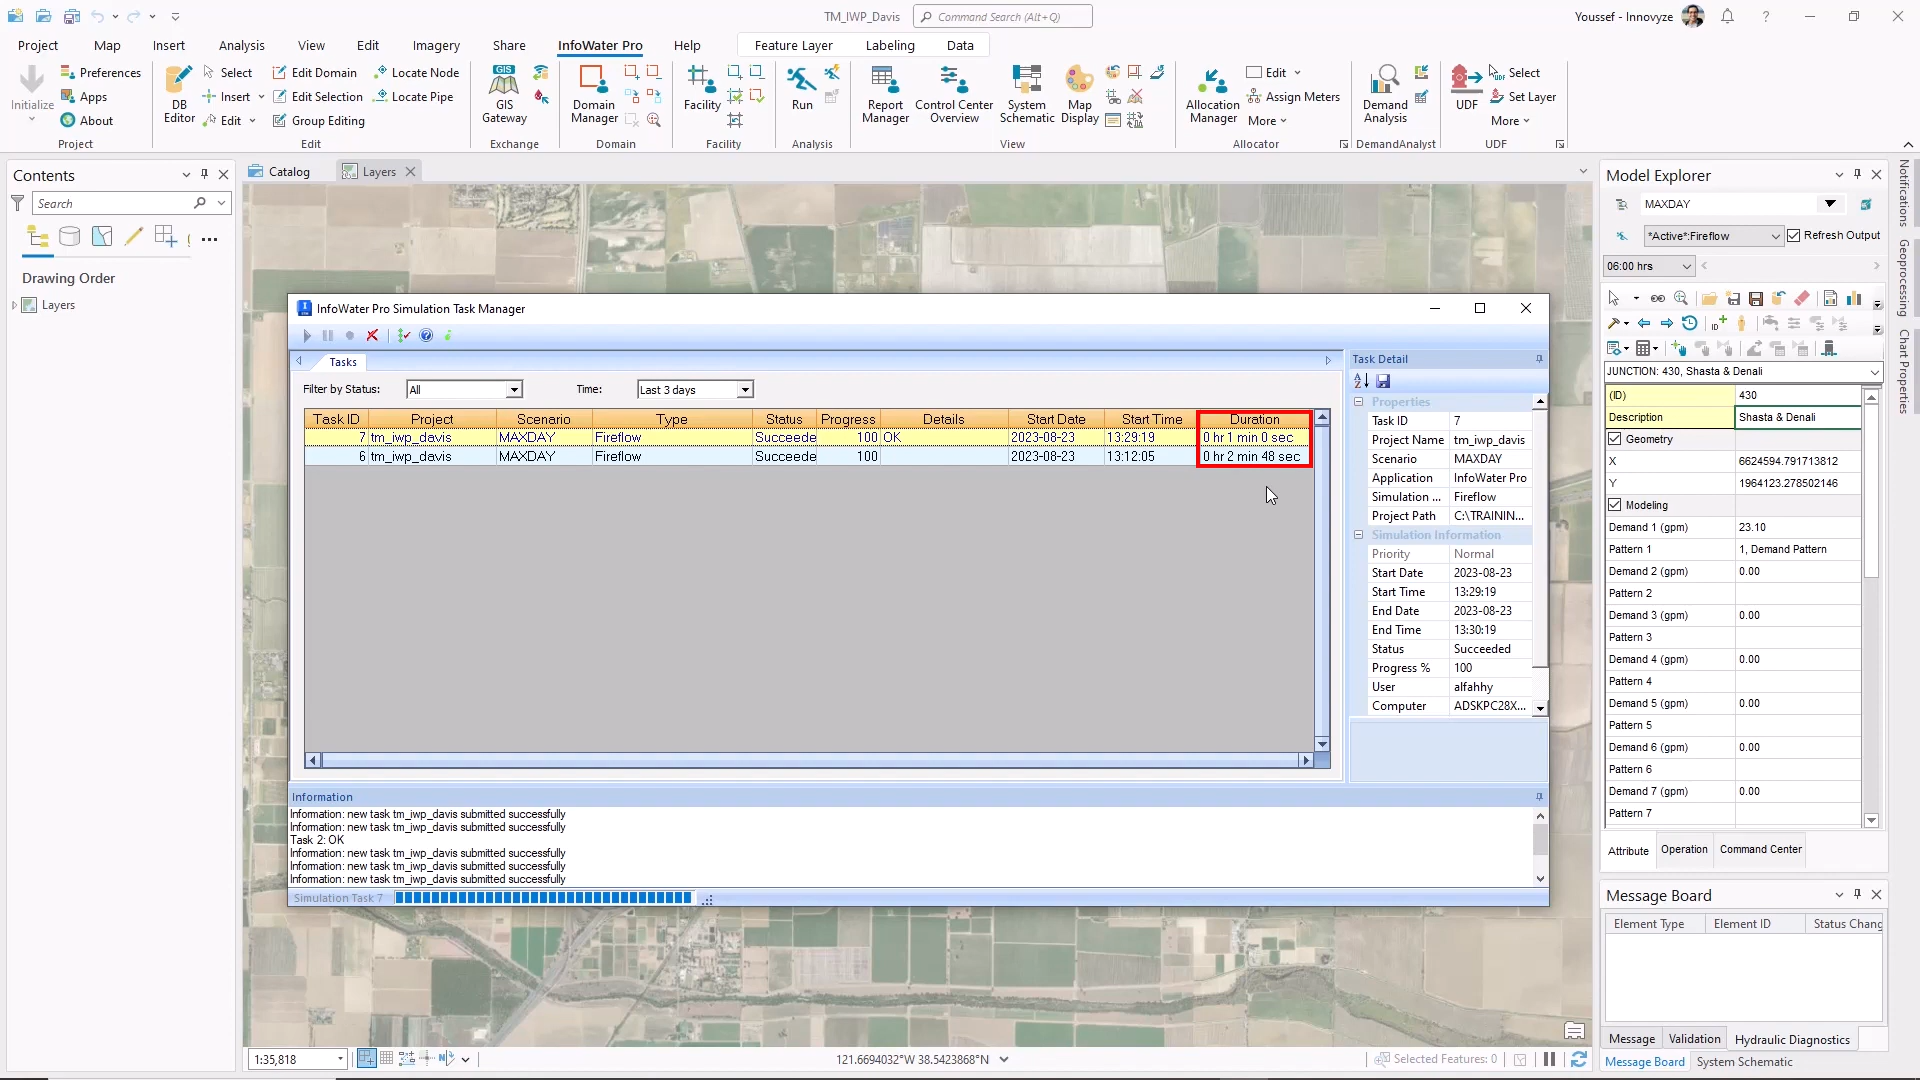 TM_IWP_Davis
Command Search (Alt+Q)
Youssef - Innovyze
?
Project
Map
Insert
Analysis
View
Edit
Imagery
Share
InfoWater Pro
Help
Feature Layer
Labeling
Data
Initialize
Preferences
Apps
About
Project
DB Editor
Select
Insert
Edit
Edit Domain
Edit Selection
Group Editing
Locate Node
Locate Pipe
Edit
GIS
GIS Gateway
Exchange
Domain Manager
Domain
Facility
Facility
Run
Analysis
Report Manager
Control Center Overview
System Schematic
Map Display
View
Allocation Manager
Edit
Assign Meters
More
Allocator
Demand Analysis
DemandAnalyst
UDF
Select
Set Layer
More
UDF
Contents
Search
Drawing Order
Layers
Catalog
Layers
InfoWater Pro Simulation Task Manager
Tasks
Filter by Status:
All
Time:
Last 3 days
Task ID Project Scenario Type Status Progress Details Start Date Start Time Duration
7 tm_iwp_davis MAXDAY Fireflow Succeede 100 OK 2023-08-23 13:29:19 0 hr 1 min 0 sec
6 tm_iwp_davis MAXDAY Fireflow Succeede 100 2023-08-23 13:12:05 0 hr 2 min 48 sec
Task Detail
Properties
Task ID 7
Project Name tm_iwp_davis
Scenario MAXDAY
Application InfoWater Pro
Simulation ... Fireflow
Project Path C:\TRAININ...
Simulation Information
Priority Normal
Start Date 2023-08-23
Start Time 13:29:19
End Date 2023-08-23
End Time 13:30:19
Status Succeeded
Progress % 100
User alfahhy
Computer ADSKPC28X...
Information
Information: new task tm_iwp_davis submitted successfully
Information: new task tm_iwp_davis submitted successfully
Task 2: OK
Information: new task tm_iwp_davis submitted successfully
Information: new task tm_iwp_davis submitted successfully
Information: new task tm_iwp_davis submitted successfully
Simulation Task 7
1:35,818
121.6694032°W 38.5423868°N
Selected Features: 0
Model Explorer
MAXDAY
*Active*:Fireflow
Refresh Output
06:00 hrs
JUNCTION: 430, Shasta & Denali
(ID) 430
Description Shasta & Denali
Geometry
X 6624594.791713812
Y 1964123.278502146
Modeling
Demand 1 (gpm) 23.10
Pattern 1 1, Demand Pattern
Demand 2 (gpm) 0.00
Pattern 2
Demand 3 (gpm) 0.00
Pattern 3
Demand 4 (gpm) 0.00
Pattern 4
Demand 5 (gpm) 0.00
Pattern 5
Demand 6 (gpm) 0.00
Pattern 6
Demand 7 (gpm) 0.00
Pattern 7
Attribute
Operation
Command Center
Message Board
Element Type Element ID Status Chang
Message
Validation
Hydraulic Diagnostics
Message Board
System Schematic
Notifications
Geoprocessing
Chart Properties